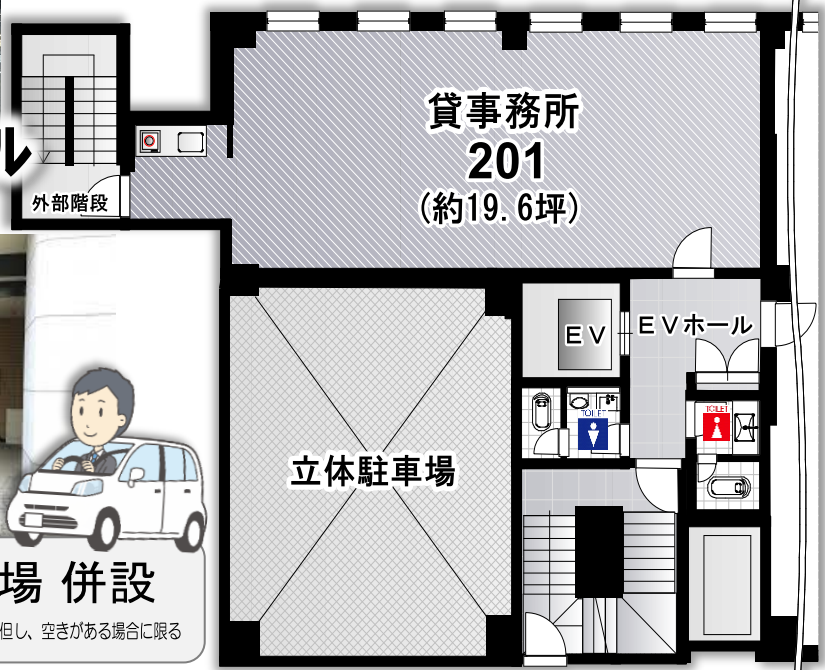 貸事務所
201
(約19.6坪)
ル
外部階段
EV
EVホール
TOILET
TOILET
立体駐車場
場 併設
但し、空きがある場合に限る